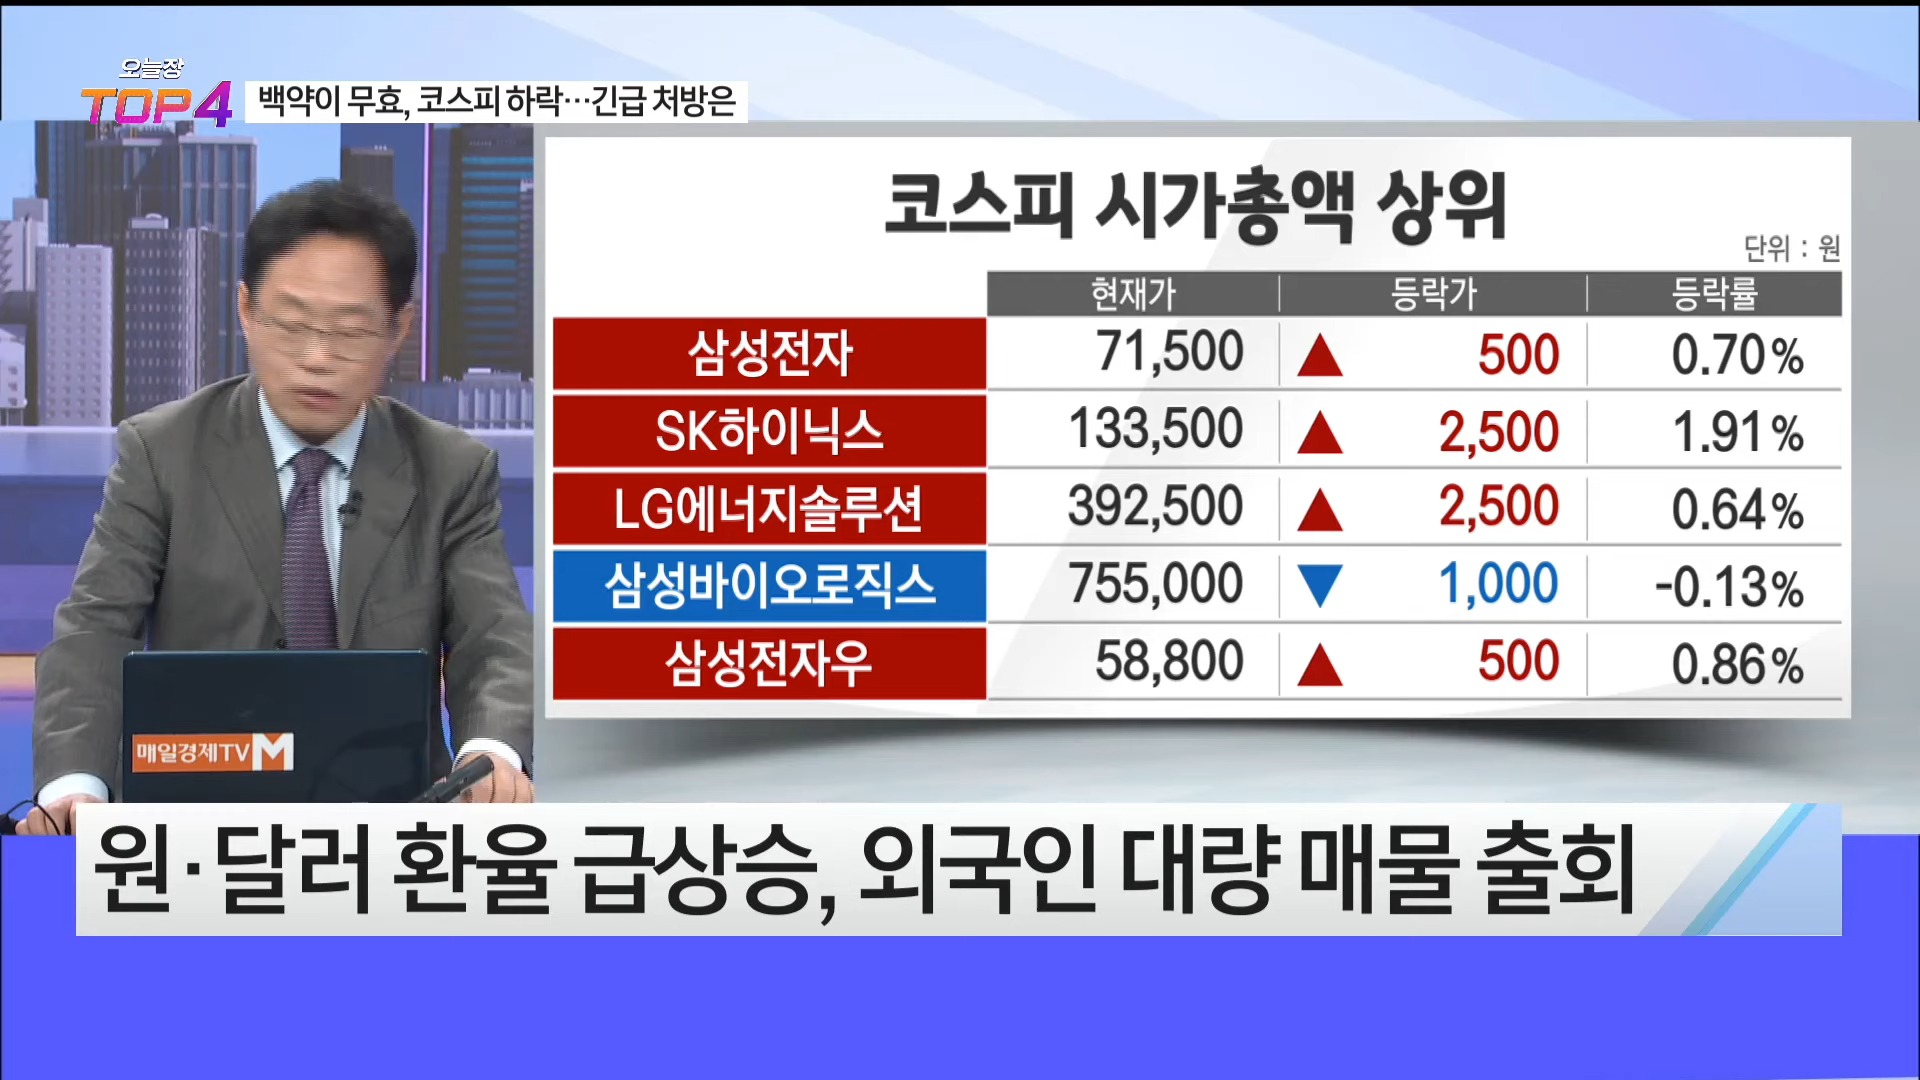 오늘장
TOP4
백약이 무효, 코스피 하락…긴급 처방은
코스피 시가총액 상위
단위 : 원
현재가 등락가 등락률
삼성전자 71,500 ▲ 500 0.70%
SK하이닉스 133,500 ▲ 2,500 1.91%
LG에너지솔루션 392,500 ▲ 2,500 0.64%
삼성바이오로직스 755,000 ▼ 1,000 -0.13%
삼성전자우 58,800 ▲ 500 0.86%
매일경제TV M
원·달러 환율 급상승, 외국인 대량 매물 출회